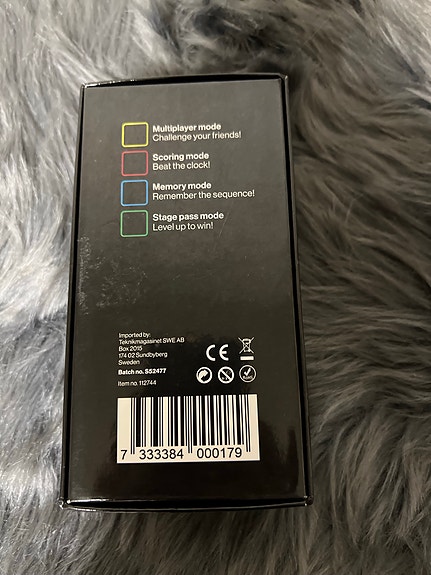 Multiplayer mode
Challenge your friends!
Scoring mode
Beat the clock!
Memory mode
Remember the sequence!
Stage pass mode
Level up to win!
Imported by:
Teknikmagasinet SWE AB
Box 2015
174 02 Sundbyberg
Sweden
Batch no. S52477
Item no. 112744
CE
7 333384 000179